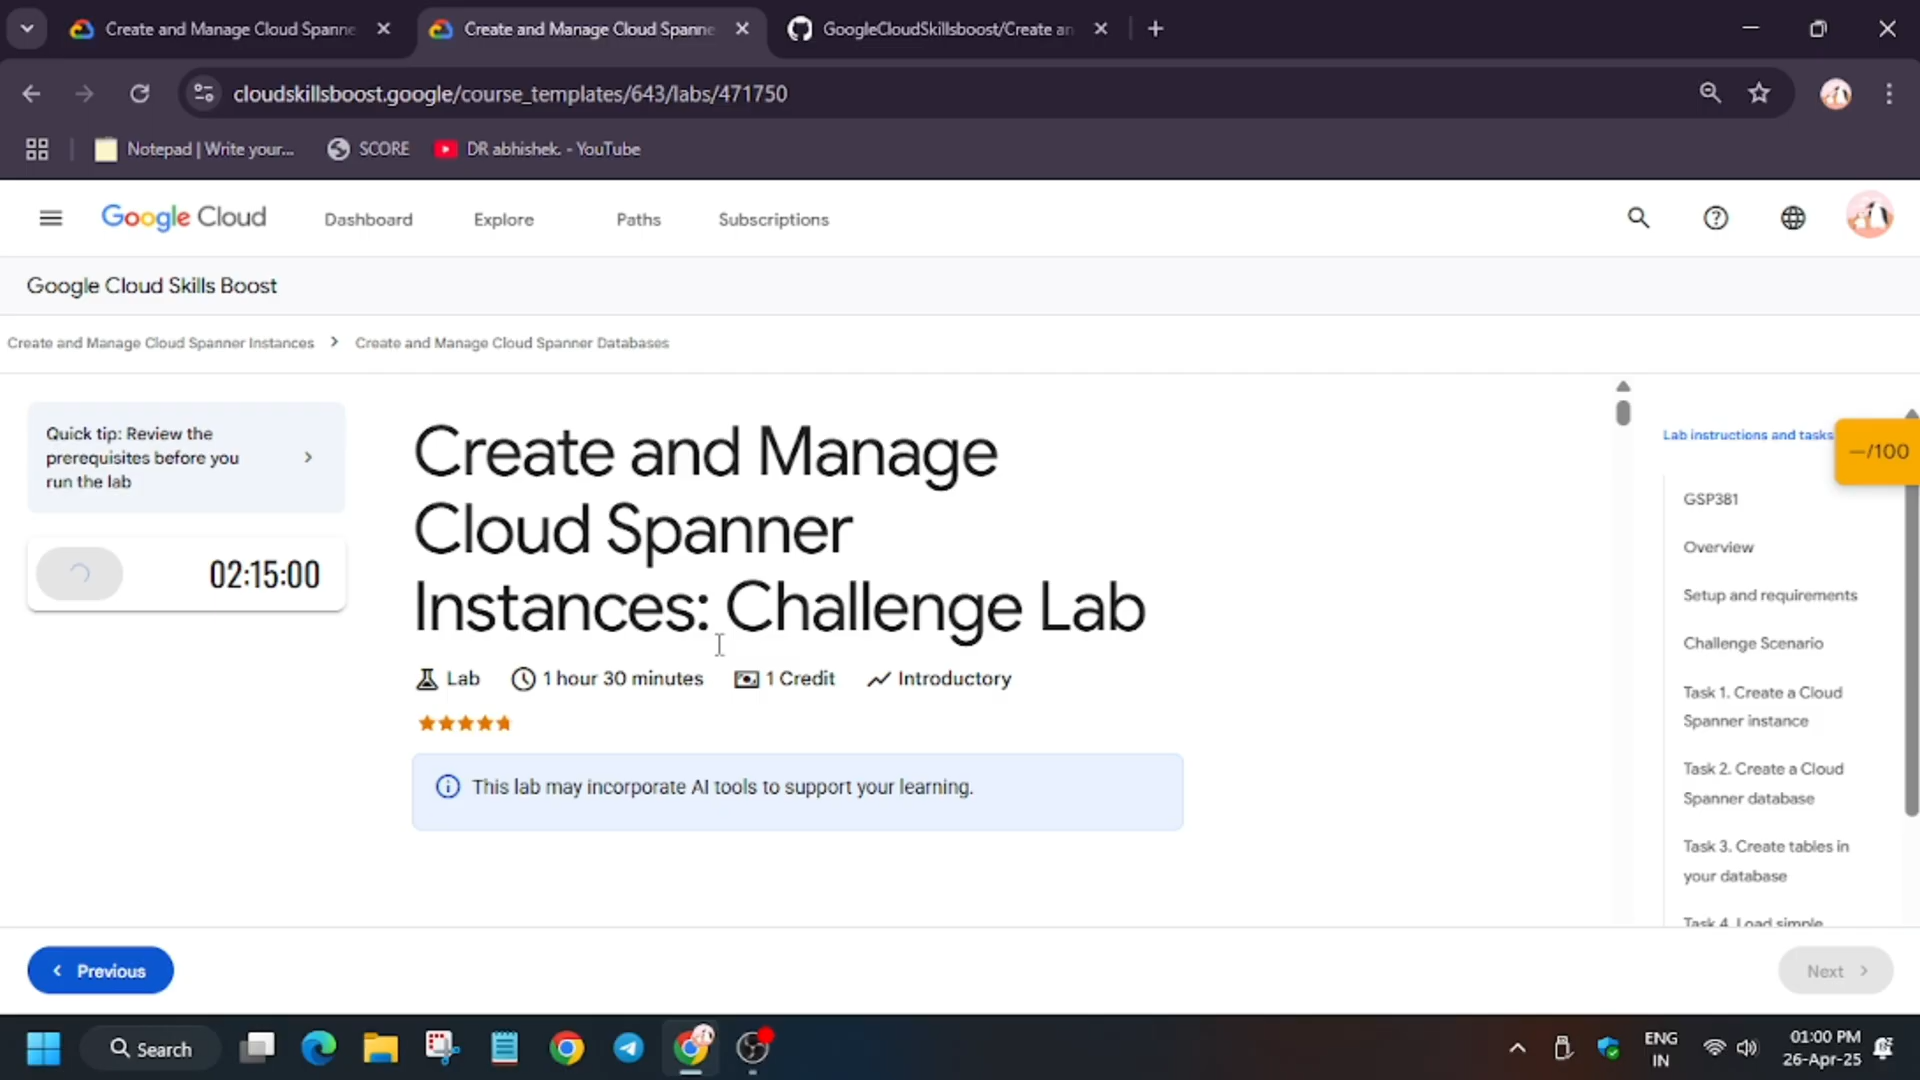 Create and Manage Cloud Spanne
Create and Manage Cloud Spanne
GoogleCloudSkillsboost/Create an
cloudskillsboost.google/course_templates/643/labs/471750
Notepad | Write your...
SCORE
DR abhishek. - YouTube
Google Cloud
Dashboard
Explore
Paths
Subscriptions
Google Cloud Skills Boost
Create and Manage Cloud Spanner Instances
Create and Manage Cloud Spanner Databases
Quick tip: Review the
prerequisites before you
run the lab
02:15:00
Create and Manage
Cloud Spanner
Instances: Challenge Lab
Lab
1 hour 30 minutes
1 Credit
Introductory
This lab may incorporate AI tools to support your learning.
Lab instructions and tasks
—/100
GSP381
Overview
Setup and requirements
Challenge Scenario
Task 1. Create a Cloud
Spanner instance
Task 2. Create a Cloud
Spanner database
Task 3. Create tables in
your database
Task 4. Load simple
Previous
Next
Search
ENG
IN
01:00 PM
26-Apr-25